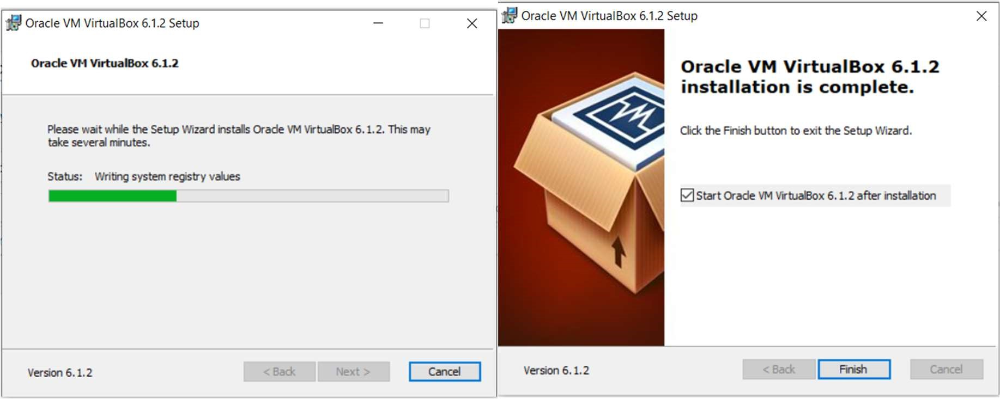 Oracle VM VirtualBox 6.1.2 Setup
Oracle VM VirtualBox 6.1.2
Please wait while the Setup Wizard installs Oracle VM VirtualBox 6.1.2. This may
take several minutes.
Status: Writing system registry values
Version 6.1.2
< Back
Next >
Cancel
Oracle VM VirtualBox 6.1.2 Setup
VM
Oracle VM VirtualBox 6.1.2
installation is complete.
Click the Finish button to exit the Setup Wizard.
Start Oracle VM VirtualBox 6.1.2 after installation
Version 6.1.2
< Back
Finish
Cancel